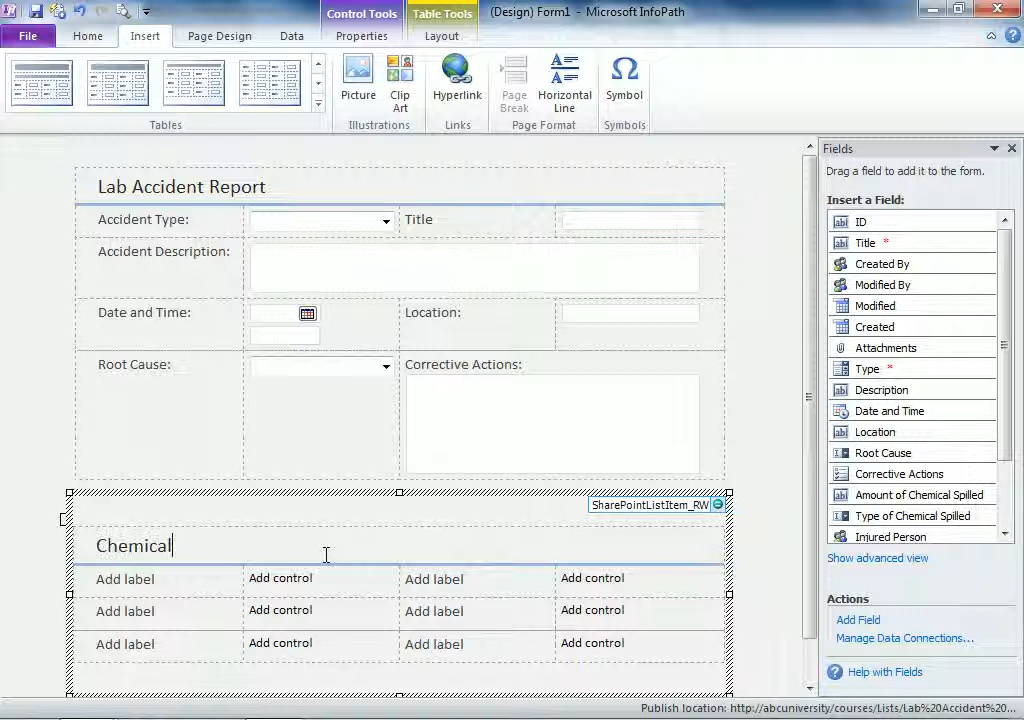 Control Tools
Table Tools
(Design) Form1 - Microsoft InfoPath
File
Home
Insert
Page Design
Data
Properties
Layout
Picture
Clip
Art
Hyperlink
Page
Break
Horizontal
Line
Symbol
Tables
Illustrations
Links
Page Format
Symbols
Lab Accident Report
Accident Type:
Title
Accident Description:
Date and Time:
Location:
Root Cause:
Corrective Actions:
SharePointListItem_RW
Chemical
Add label
Add control
Add label
Add control
Add label
Add control
Add label
Add control
Add label
Add control
Add label
Add control
Fields
Drag a field to add it to the form.
Insert a Field:
ID
Title *
Created By
Modified By
Modified
Created
Attachments
Type *
Description
Date and Time
Location
Root Cause
Corrective Actions
Amount of Chemical Spilled
Type of Chemical Spilled
Injured Person
Show advanced view
Actions
Add Field
Manage Data Connections...
Help with Fields
Publish location: http://abcuniversity/courses/Lists/Lab%20Accident%20...